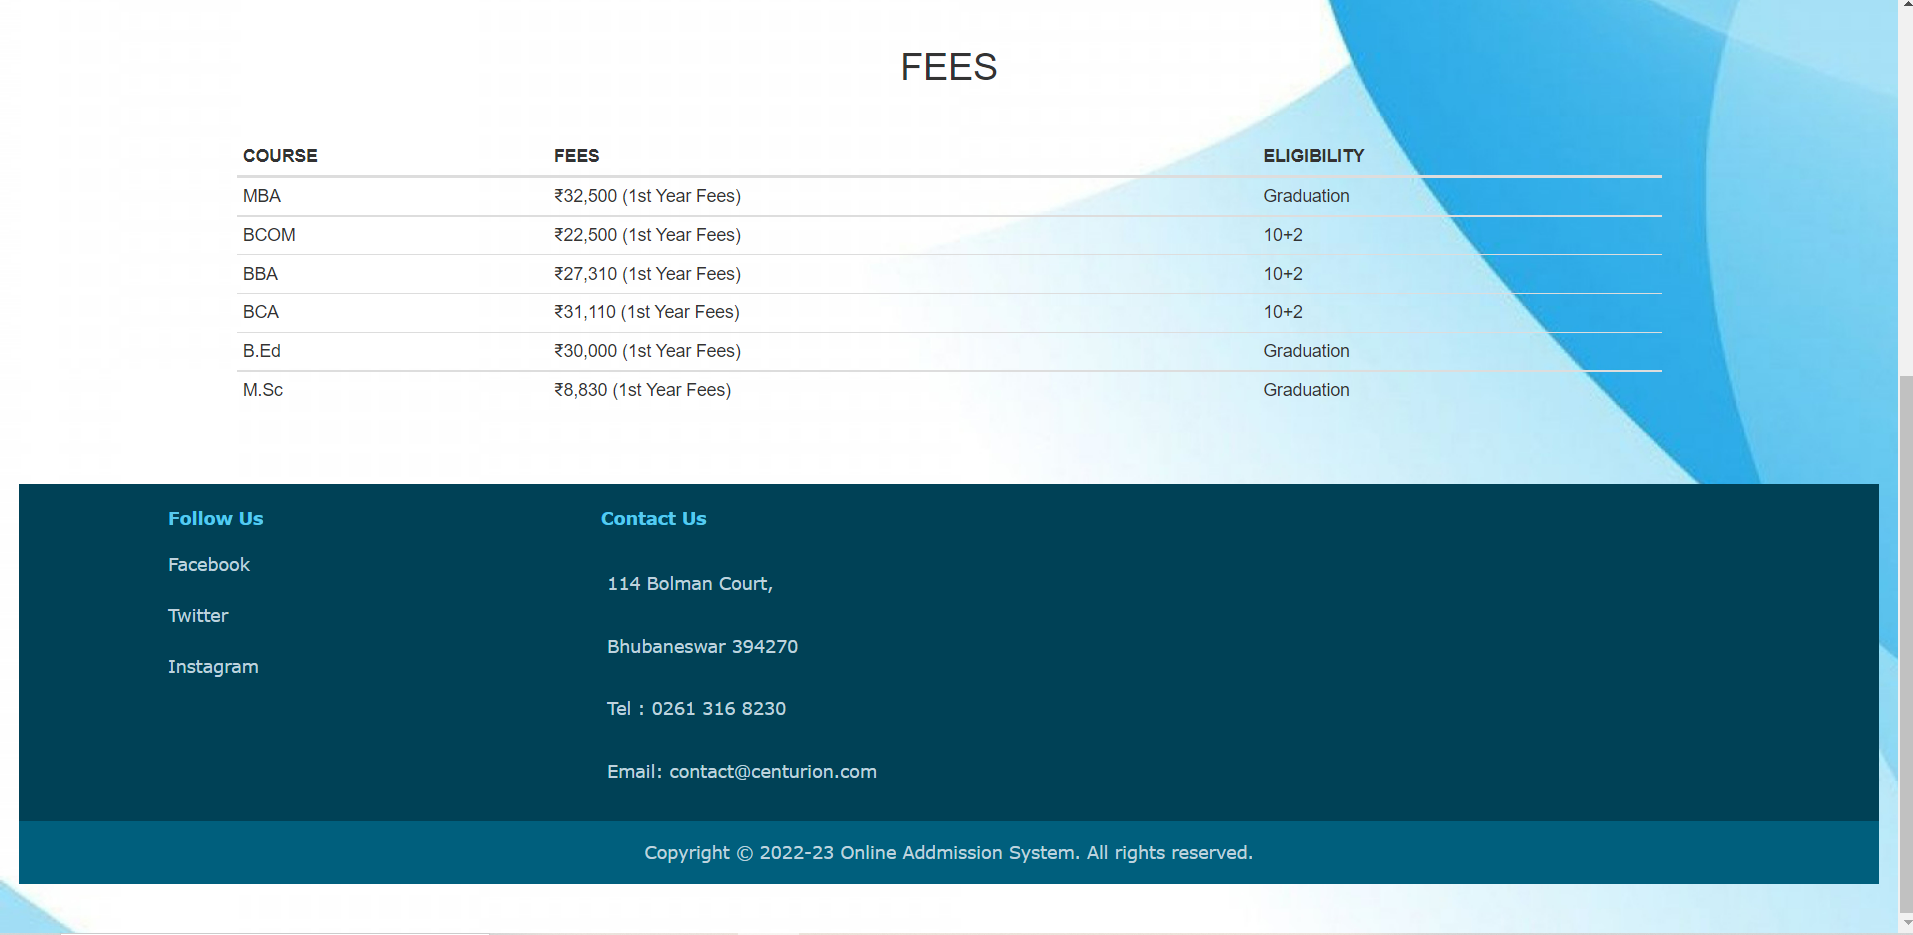 FEES
COURSE FEES ELIGIBILITY
MBA ₹32,500 (1st Year Fees) Graduation
BCOM ₹22,500 (1st Year Fees) 10+2
BBA ₹27,310 (1st Year Fees) 10+2
BCA ₹31,110 (1st Year Fees) 10+2
B.Ed ₹30,000 (1st Year Fees) Graduation
M.Sc ₹8,830 (1st Year Fees) Graduation
Follow Us
Facebook
Twitter
Instagram
Contact Us
114 Bolman Court,
Bhubaneswar 394270
Tel : 0261 316 8230
Email: contact@centurion.com
Copyright © 2022-23 Online Addmission System. All rights reserved.